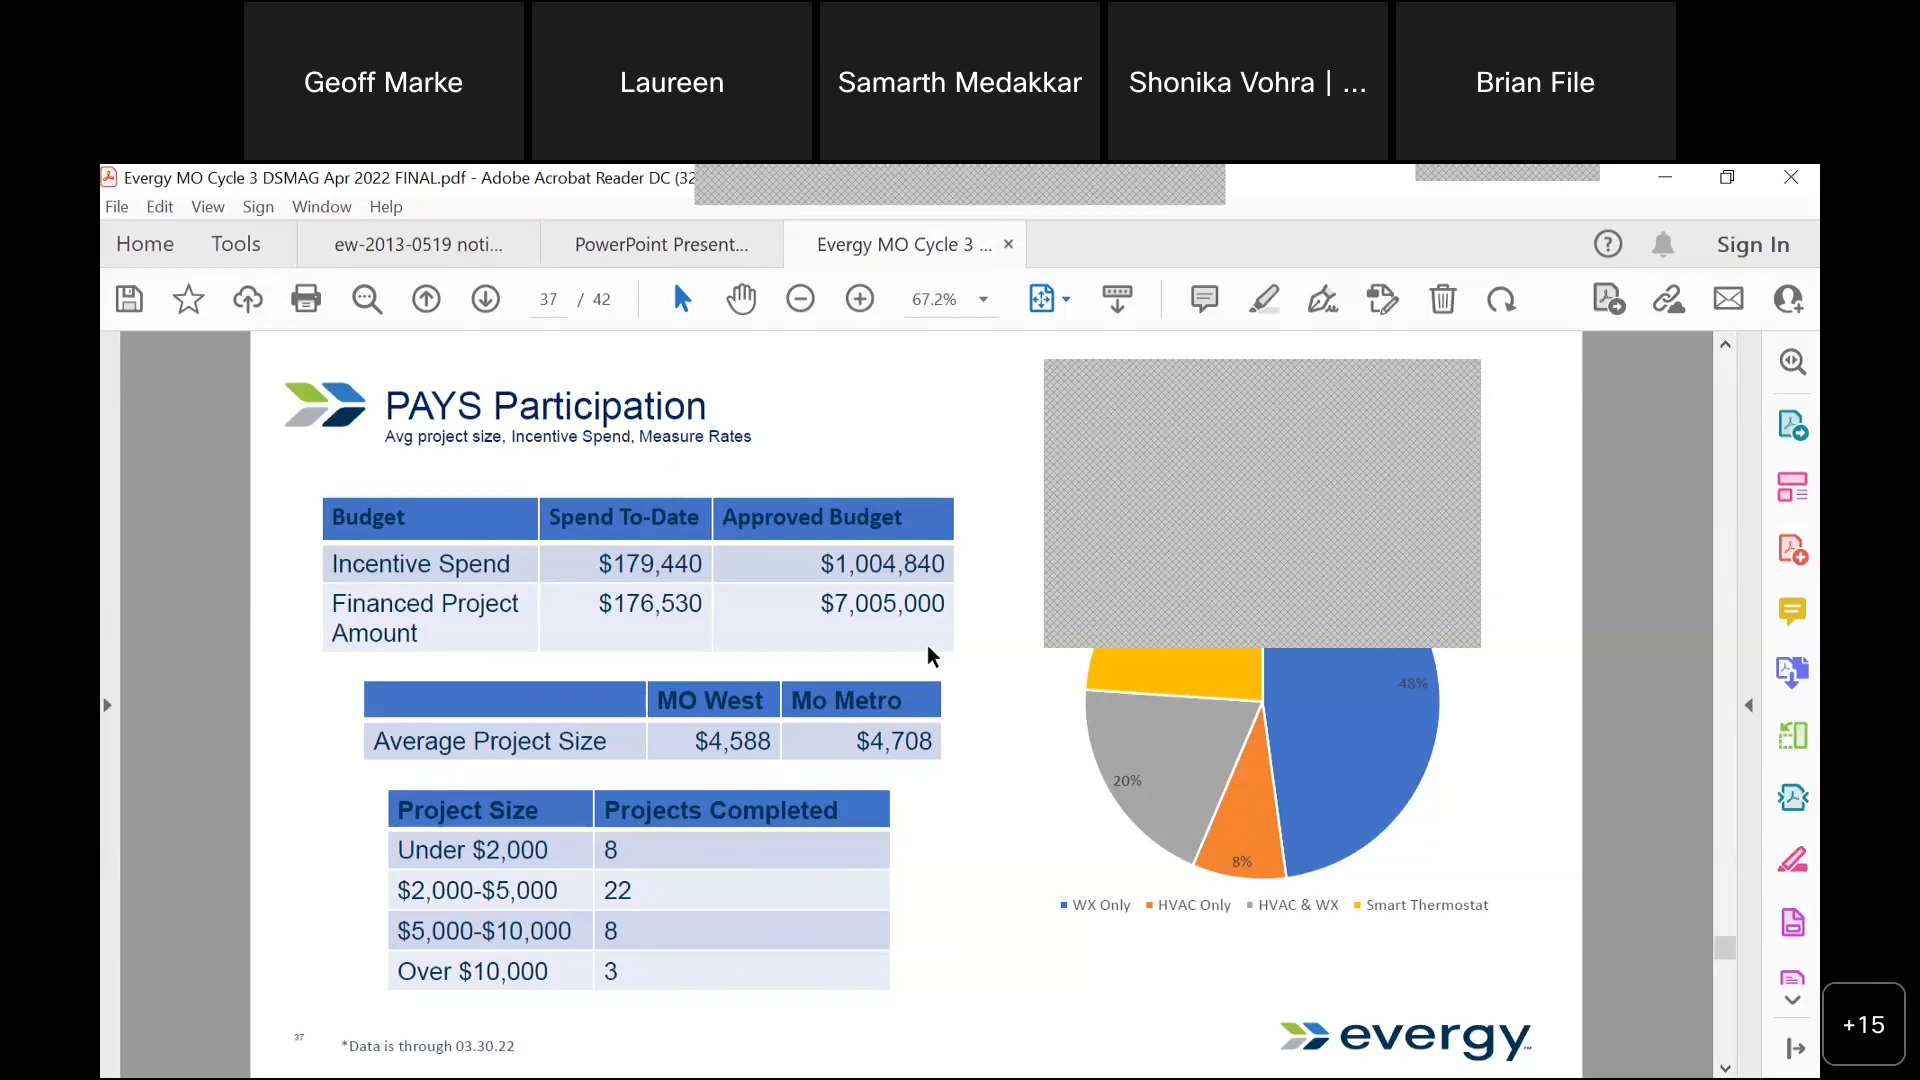 Geoff Marke
Laureen
Samarth Medakkar
Shonika Vohra | ...
Brian File
Evergy MO Cycle 3 DSMAG Apr 2022 FINAL.pdf - Adobe Acrobat Reader DC (32
File Edit View Sign Window Help
Home Tools ew-2013-0519 noti... PowerPoint Present... Evergy MO Cycle 3 ... × Sign In
37 / 42 67.2%
PAYS Participation
Avg project size, Incentive Spend, Measure Rates
Budget Spend To-Date Approved Budget
Incentive Spend $179,440 $1,004,840
Financed Project Amount $176,530 $7,005,000
MO West Mo Metro
Average Project Size $4,588 $4,708
Project Size Projects Completed
Under $2,000 8
$2,000-$5,000 22
$5,000-$10,000 8
Over $10,000 3
48%
20%
8%
WX Only HVAC Only HVAC & WX Smart Thermostat
37
*Data is through 03.30.22
evergy
+15